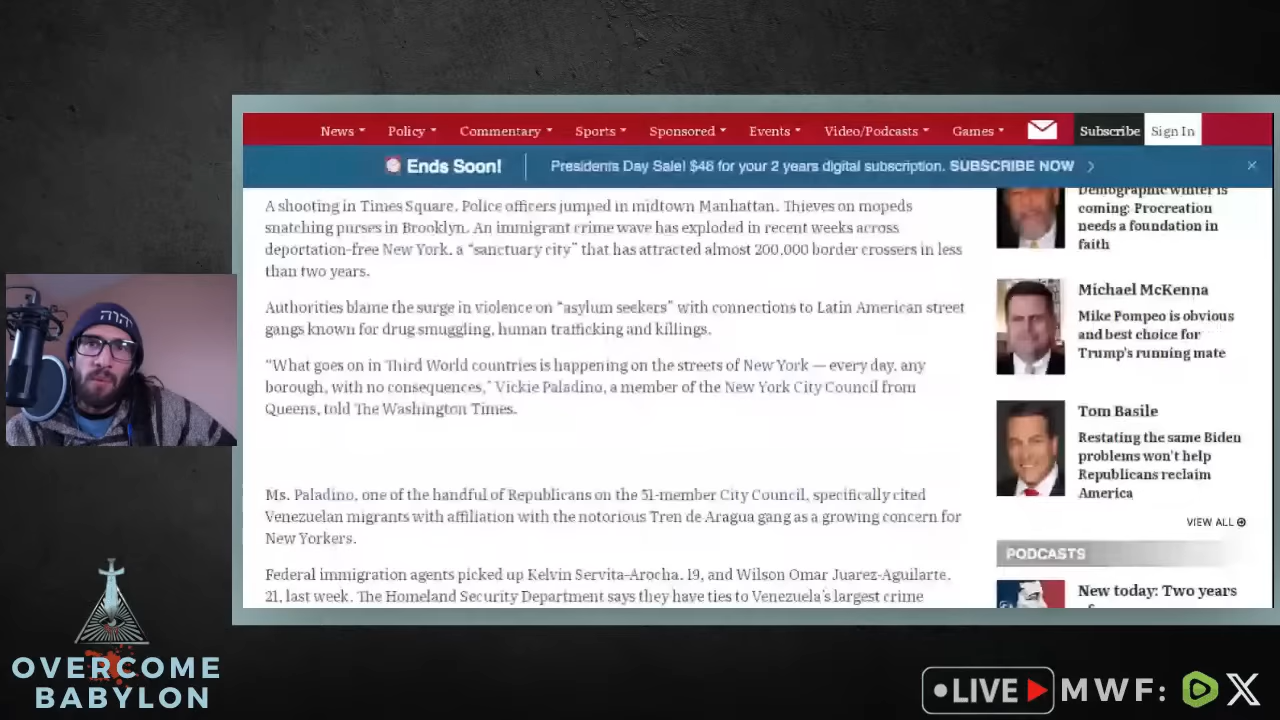 News Policy Commentary Sports Sponsored Events Video/Podcasts Games Subscribe Sign In
Ends Soon! Presidents Day Sale! $46 for your 2 years digital subscription. SUBSCRIBE NOW
A shooting in Times Square. Police officers jumped in midtown Manhattan. Thieves on mopeds
snatching purses in Brooklyn. An immigrant crime wave has exploded in recent weeks across
deportation-free New York, a “sanctuary city” that has attracted almost 200,000 border crossers in less
than two years.
Authorities blame the surge in violence on “asylum seekers” with connections to Latin American street
gangs known for drug smuggling, human trafficking and killings.
“What goes on in Third World countries is happening on the streets of New York — every day, any
borough, with no consequences,” Vickie Paladino, a member of the New York City Council from
Queens, told The Washington Times.
Ms. Paladino, one of the handful of Republicans on the 51-member City Council, specifically cited
Venezuelan migrants with affiliation with the notorious Tren de Aragua gang as a growing concern for
New Yorkers.
Federal immigration agents picked up Kelvin Servita-Arocha, 19, and Wilson Omar Juarez-Aguilarte,
21, last week. The Homeland Security Department says they have ties to Venezuela's largest crime
Demographic winter is
coming: Procreation
needs a foundation in
faith
Michael McKenna
Mike Pompeo is obvious
and best choice for
Trump's running mate
Tom Basile
Restating the same Biden
problems won't help
Republicans reclaim
America
VIEW ALL
PODCASTS
New today: Two years
יהוה
OVERCOME
BABYLON
LIVE MWF: X